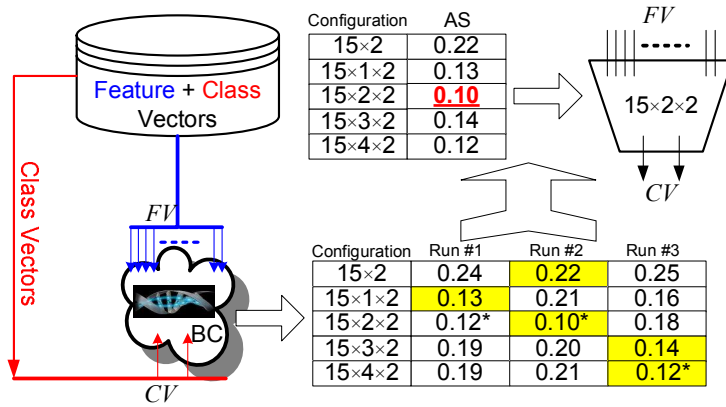 Feature + Class
Vectors
Class Vectors
FV
BC
CV
Configuration AS
15×2 0.22
15×1×2 0.13
15×2×2 0.10
15×3×2 0.14
15×4×2 0.12
FV
15×2×2
CV
Configuration Run #1 Run #2 Run #3
15×2 0.24 0.22 0.25
15×1×2 0.13 0.21 0.16
15×2×2 0.12* 0.10* 0.18
15×3×2 0.19 0.20 0.14
15×4×2 0.19 0.21 0.12*